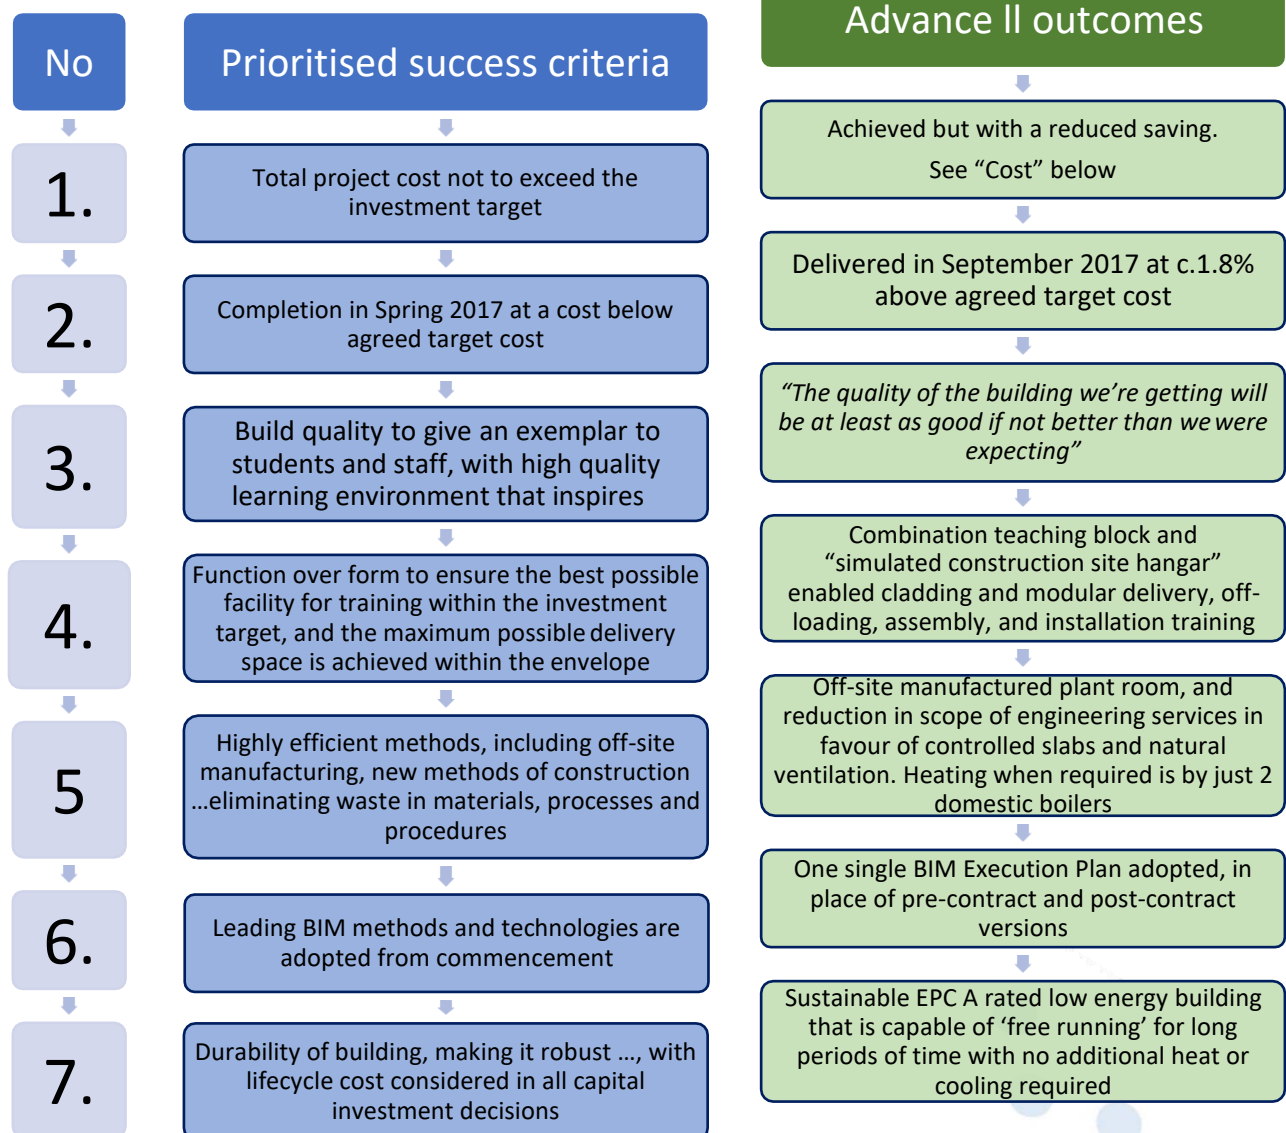 No
Prioritised success criteria
Advance ll outcomes
1.
Total project cost not to exceed the
investment target
Achieved but with a reduced saving.
See “Cost” below
2.
Completion in Spring 2017 at a cost below
agreed target cost
Delivered in September 2017 at c.1.8%
above agreed target cost
3.
Build quality to give an exemplar to
students and staff, with high quality
learning environment that inspires
“The quality of the building we’re getting will
be at least as good if not better than we were
expecting”
4.
Function over form to ensure the best possible
facility for training within the investment
target, and the maximum possible delivery
space is achieved within the envelope
Combination teaching block and
“simulated construction site hangar”
enabled cladding and modular delivery, off-
loading, assembly, and installation training
5
Highly efficient methods, including off-site
manufacturing, new methods of construction
…eliminating waste in materials, processes and
procedures
Off-site manufactured plant room, and
reduction in scope of engineering services in
favour of controlled slabs and natural
ventilation. Heating when required is by just 2
domestic boilers
6.
Leading BIM methods and technologies are
adopted from commencement
One single BIM Execution Plan adopted, in
place of pre-contract and post-contract
versions
7.
Durability of building, making it robust …, with
lifecycle cost considered in all capital
investment decisions
Sustainable EPC A rated low energy building
that is capable of ‘free running’ for long
periods of time with no additional heat or
cooling required